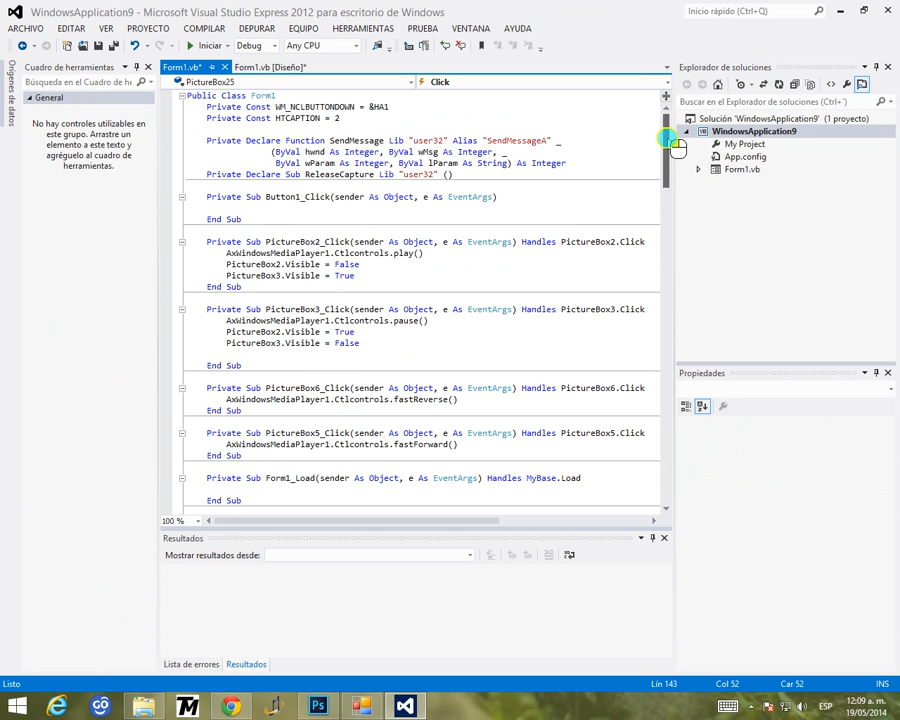 WindowsApplication9 - Microsoft Visual Studio Express 2012 para escritorio de Windows
Inicio rápido (Ctrl+Q)
ARCHIVO EDITAR VER PROYECTO COMPILAR DEPURAR EQUIPO HERRAMIENTAS PRUEBA VENTANA AYUDA
Iniciar Debug Any CPU
Orígenes de datos
Cuadro de herramientas
Búsqueda en el Cuadro de he
General
No hay controles utilizables en
este grupo. Arrastre un
elemento a este texto y
agréguelo al cuadro de
herramientas.
Form1.vb* Form1.vb [Diseño]*
PictureBox25 Click
Public Class Form1
Private Const WM_NCLBUTTONDOWN = &HA1
Private Const HTCAPTION = 2
Private Declare Function SendMessage Lib "user32" Alias "SendMessageA" _
(ByVal hwnd As Integer, ByVal wMsg As Integer, _
ByVal wParam As Integer, ByVal lParam As String) As Integer
Private Declare Sub ReleaseCapture Lib "user32" ()
Private Sub Button1_Click(sender As Object, e As EventArgs)
End Sub
Private Sub PictureBox2_Click(sender As Object, e As EventArgs) Handles PictureBox2.Click
AxWindowsMediaPlayer1.Ctlcontrols.play()
PictureBox2.Visible = False
PictureBox3.Visible = True
End Sub
Private Sub PictureBox3_Click(sender As Object, e As EventArgs) Handles PictureBox3.Click
AxWindowsMediaPlayer1.Ctlcontrols.pause()
PictureBox2.Visible = True
PictureBox3.Visible = False
End Sub
Private Sub PictureBox6_Click(sender As Object, e As EventArgs) Handles PictureBox6.Click
AxWindowsMediaPlayer1.Ctlcontrols.fastReverse()
End Sub
Private Sub PictureBox5_Click(sender As Object, e As EventArgs) Handles PictureBox5.Click
AxWindowsMediaPlayer1.Ctlcontrols.fastForward()
End Sub
Private Sub Form1_Load(sender As Object, e As EventArgs) Handles MyBase.Load
End Sub
100 %
Explorador de soluciones
Buscar en el Explorador de soluciones (Ctrl+)
Solución 'WindowsApplication9' (1 proyecto)
WindowsApplication9
My Project
App.config
Form1.vb
Propiedades
Resultados
Mostrar resultados desde:
Lista de errores Resultados
Listo Lín 143 Col 52 Car 52 INS
ESP
12:09 a. m.
19/05/2014